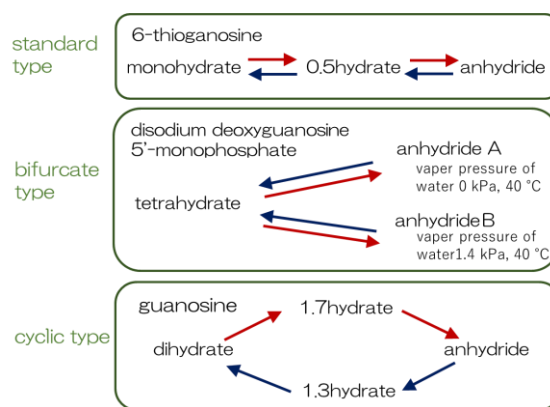 standard
type
6-thioganosine
monohydrate 0.5hydrate anhydride
bifurcate
type
disodium deoxyguanosine
5'-monophosphate
tetrahydrate
anhydride A
vaper pressure of
water 0 kPa, 40 °C
anhydride B
vaper pressure of
water1.4 kPa, 40 °C
cyclic type
guanosine
1.7hydrate
dihydrate anhydride
1.3hydrate